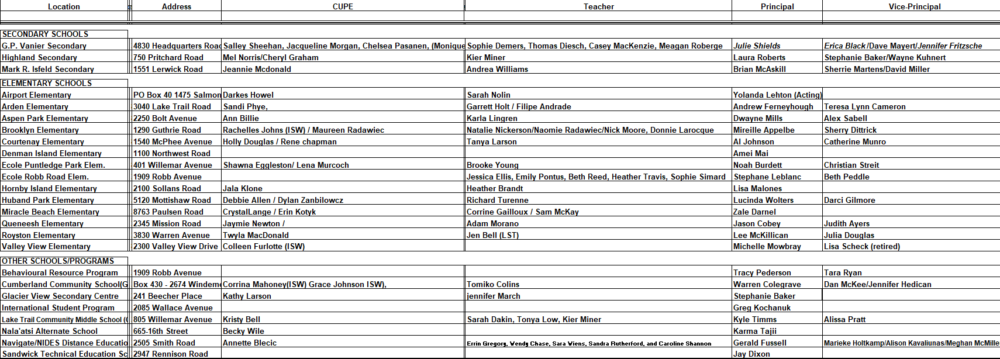 Location Address CUPE Teacher Principal Vice-Principal
SECONDARY SCHOOLS
G.P. Vanier Secondary 4830 Headquarters Road Salley Sheehan, Jacqueline Morgan, Chelsea Pasanen, (Monique Sophie Demers, Thomas Diesch, Casey MacKenzie, Meagan Roberge Julie Shields Erica Black/Dave Mayert/Jennifer Fritzsche
Highland Secondary 750 Pritchard Road Mel Norris/Cheryl Graham Kier Miner Laura Roberts Stephanie Baker/Wayne Kuhnert
Mark R. Isfeld Secondary 1551 Lerwick Road Jeannie Mcdonald Andrea Williams Brian McAskill Sherrie Martens/David Miller
ELEMENTARY SCHOOLS
Airport Elementary PO Box 40 1475 Salmon Darkes Howel Sarah Nolin Yolanda Lehton (Acting)
Arden Elementary 3040 Lake Trail Road Sandi Phye, Garrett Holt / Filipe Andrade Andrew Ferneyhough Teresa Lynn Cameron
Aspen Park Elementary 2250 Bolt Avenue Ann Billie Karla Lingren Dwayne Mills Alex Sabell
Brooklyn Elementary 1290 Guthrie Road Rachelles Johns (ISW) / Maureen Radawiec Natalie Nickerson/Naomie Radawiec/Nick Moore, Donnie Larocque Mireille Appelbe Sherry Dittrick
Courtenay Elementary 1540 McPhee Avenue Holly Douglas / Rene chapman Tanya Larson Al Johnson Catherine Munro
Denman Island Elementary 1100 Northwest Road Amei Mai
Ecole Puntledge Park Elem. 401 Willemar Avenue Shawna Eggleston/ Lena Murcoch Brooke Young Noah Burdett Christian Streit
Ecole Robb Road Elem. 1909 Robb Avenue Jessica Ellis, Emily Pontus, Beth Reed, Heather Travis, Sophie Simard Stephane Leblanc Beth Peddle
Hornby Island Elementary 2100 Sollans Road Jala Klone Heather Brandt Lisa Malones
Huband Park Elementary 5120 Mottishaw Road Debbie Allen / Dylan Zanbilowcz Richard Turenne Lucinda Wolters Darci Gilmore
Miracle Beach Elementary 8763 Paulsen Road CrystalLange / Erin Kotyk Corrine Gailloux / Sam McKay Zale Darnel
Queneesh Elementary 2345 Mission Road Jaymie Newton / Adam Morano Jason Cobey Judith Ayers
Royston Elementary 3830 Warren Avenue Twyla MacDonald Jen Bell (LST) Lee McKillican Julia Douglas
Valley View Elementary 2300 Valley View Drive Colleen Furlotte (ISW) Michelle Mowbray Lisa Scheck (retired)
OTHER SCHOOLS/PROGRAMS
Behavioural Resource Program 1909 Robb Avenue Tracy Pederson Tara Ryan
Cumberland Community School(G Box 430 - 2674 Windeme Corrina Mahoney(ISW) Grace Johnson ISW), Tomiko Colins Warren Colegrave Dan McKee/Jennifer Hedican
Glacier View Secondary Centre 241 Beecher Place Kathy Larson jennifer March Stephanie Baker
International Student Program 2085 Wallace Avenue Greg Kochanuk
Lake Trail Community Middle School (G 805 Willemar Avenue Kristy Bell Sarah Dakin, Tonya Low, Kier Miner Kyle Timms Alissa Pratt
Nala'atsi Alternate School 665-16th Street Becky Wile Karma Tajii
Navigate/NIDES Distance Educatio 2505 Smith Road Annette Blecic Errin Gregory, Wendy Chase, Sara Wiens, Sandra Rutherford, and Caroline Shannon Gerald Fussell Marieke Holtkamp/Alison Kavaliunas/Meghan McMille
Sandwick Technical Education Sc 2947 Rennison Road Jay Dixon